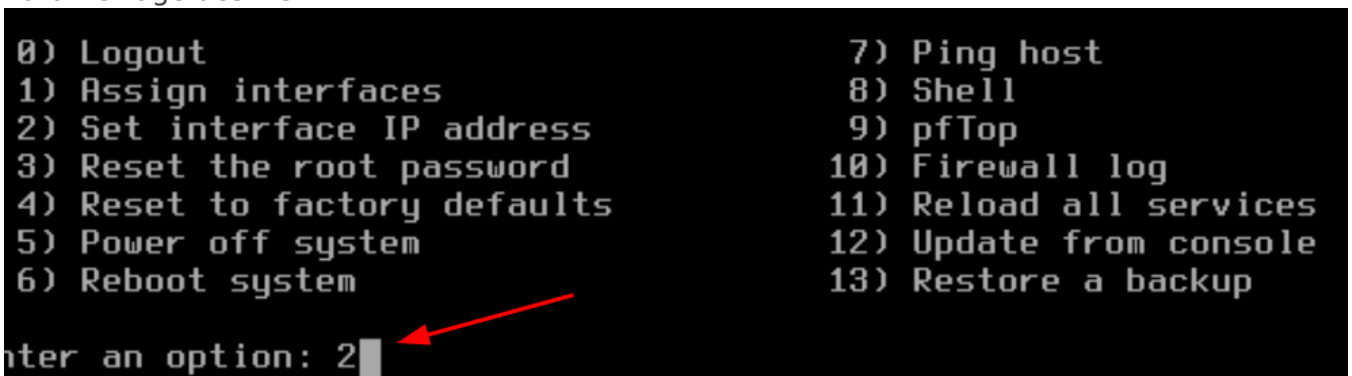 0) Logout 7) Ping host
1) Assign interfaces 8) Shell
2) Set interface IP address 9) pfTop
3) Reset the root password 10) Firewall log
4) Reset to factory defaults 11) Reload all services
5) Power off system 12) Update from console
6) Reboot system 13) Restore a backup
nter an option: 2